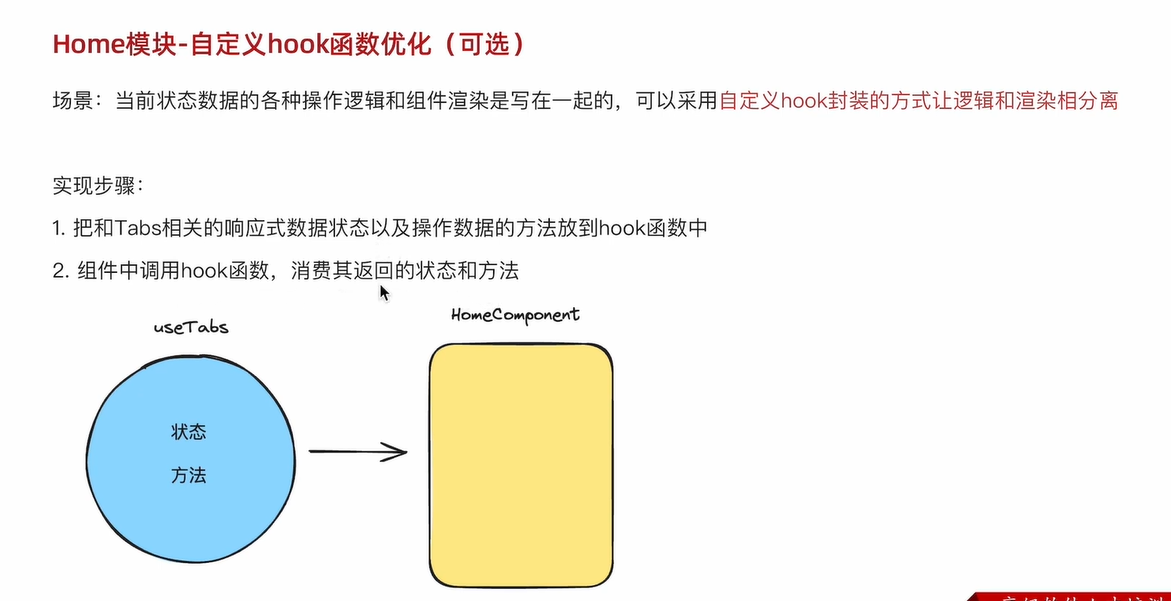 Home模块-自定义hook函数优化（可选）
场景：当前状态数据的各种操作逻辑和组件渲染是写在一起的，可以采用自定义hook封装的方式让逻辑和渲染相分离
实现步骤：
1. 把和Tabs相关的响应式数据状态以及操作数据的方法放到hook函数中
2. 组件中调用hook函数，消费其返回的状态和方法
HomeComponent
useTabs
状态
方法